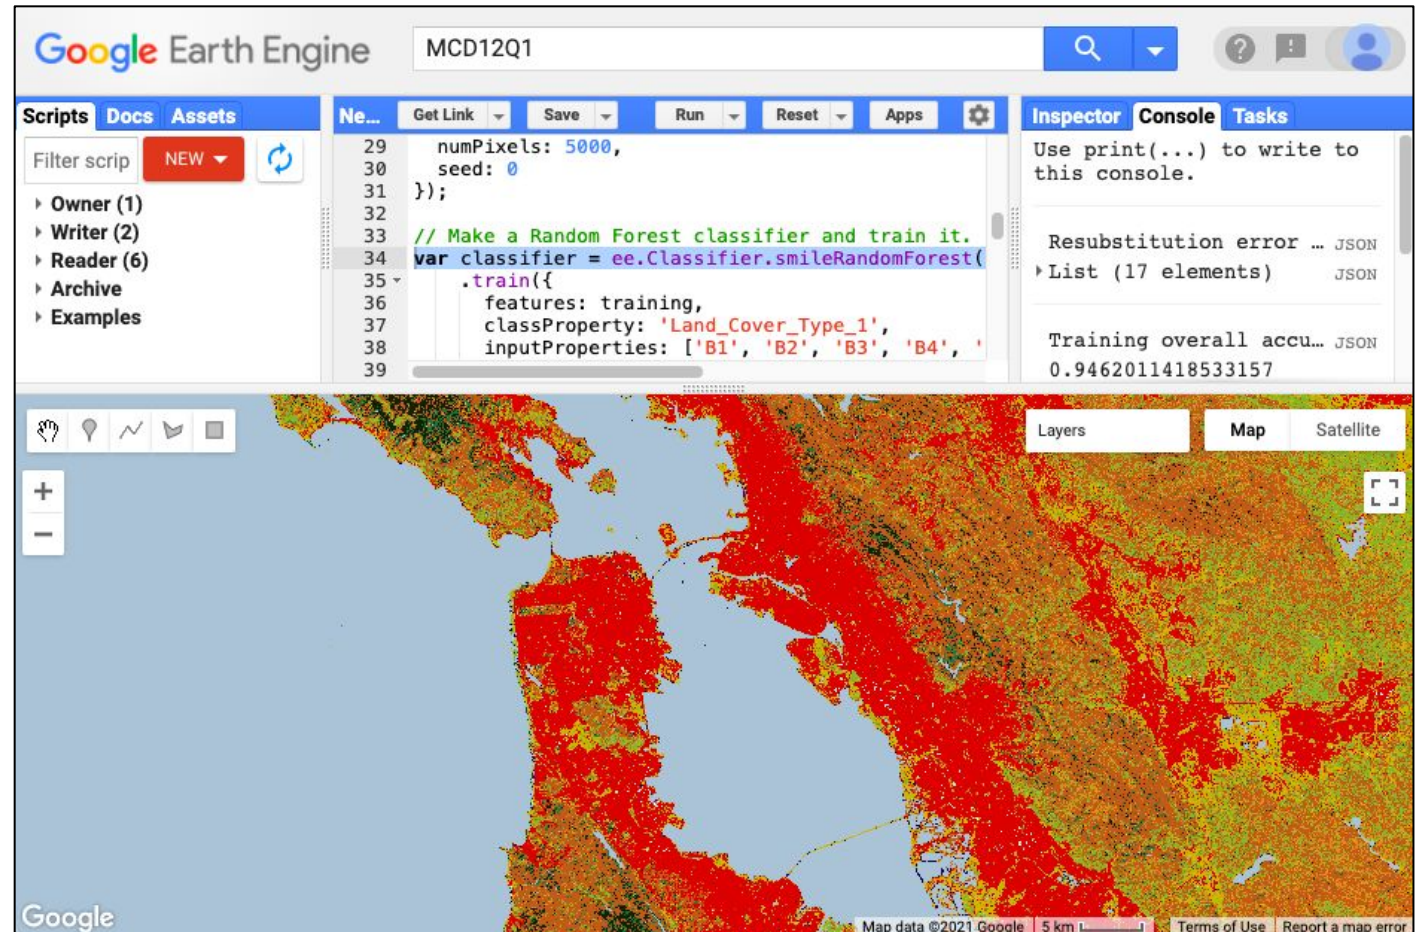 Google Earth Engine
MCD12Q1
Scripts Docs Assets
Filter scrip
NEW
Owner (1)
Writer (2)
Reader (6)
Archive
Examples
Ne... Get Link Save Run Reset Apps
29 numPixels: 5000,
30 seed: 0
31 });
32
33 // Make a Random Forest classifier and train it.
34 var classifier = ee.Classifier.smileRandomForest(
35 .train({
36 features: training,
37 classProperty: 'Land_Cover_Type_1',
38 inputProperties: ['B1', 'B2', 'B3', 'B4', '
39
Inspector Console Tasks
Use print(...) to write to
this console.
Resubstitution error ... JSON
List (17 elements) JSON
Training overall accu... JSON
0.9462011418533157
Layers
Map Satellite
Google
Map data ©2021 Google 5 km Terms of Use Report a map error